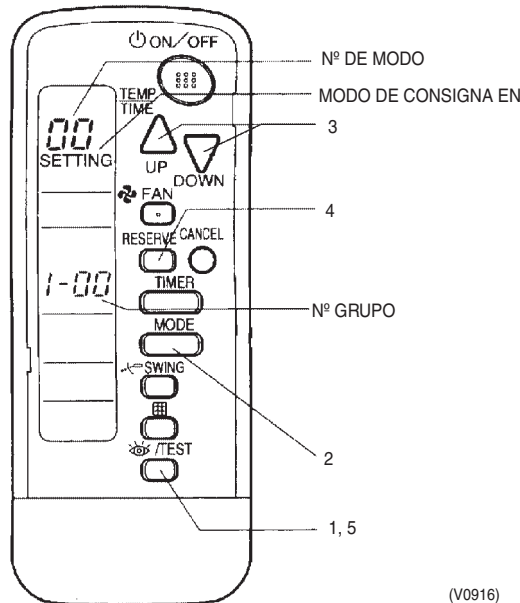 ON/OFF
Nº DE MODO
MODO DE CONSIGNA EN
TEMP
TIME
00
SETTING
3
UP
DOWN
FAN
4
RESERVE CANCEL
TIMER
1-00
Nº GRUPO
MODE
SWING
/TEST
2
1, 5
(V0916)